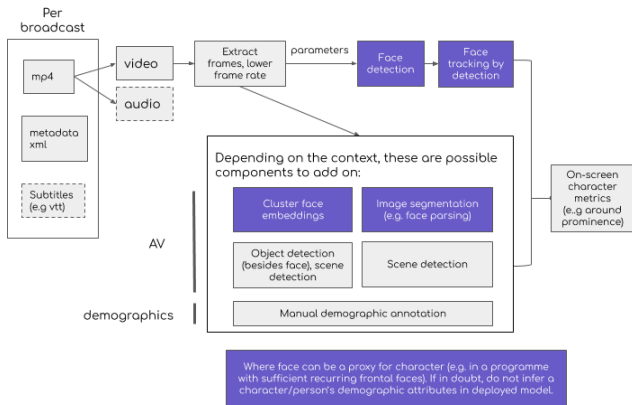 Per
broadcast
mp4
metadata
xml
Subtitles
(e.g vtt)
video
audio
Extract
frames, lower
frame rate
parameters
Face
detection
Face
tracking by
detection
Depending on the context, these are possible
components to add on:
AV
Cluster face
embeddings
Image segmentation
(e.g. face parsing)
Object detection
(besides face), scene
detection
Scene detection
demographics
Manual demographic annotation
On-screen
character
metrics
(e..g around
prominence)
Where face can be a proxy for character (e.g. in a programme
with sufficient recurring frontal faces). If in doubt, do not infer a
character/person's demographic attributes in deployed model.